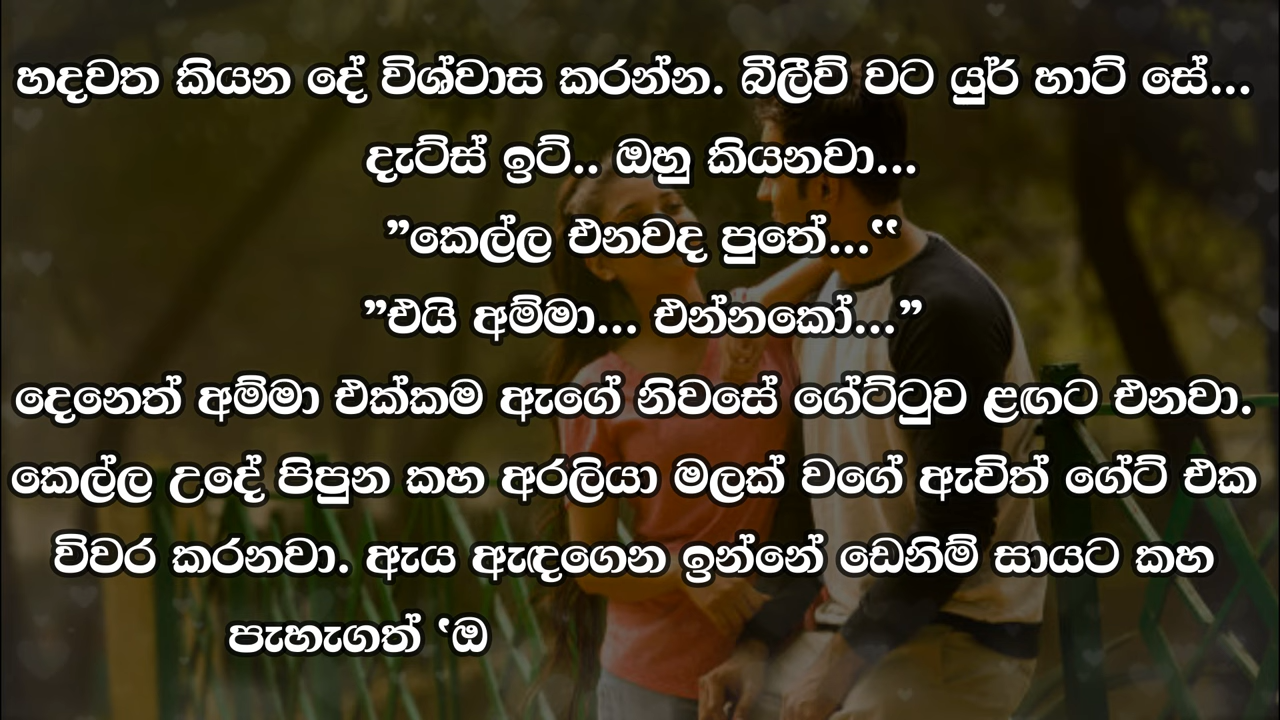 හදවත කියන දේ විශ්වාස කරන්න. බීලීව් වට යුර් හාට් සේ...
දැට්ස් ඉට්.. ඔහු කියනවා...
”කෙල්ල එනවද පුතේ...‛‛
”එයි අම්මා... එන්නකෝ...”
දෙනෙත් අම්මා එක්කම ඇගේ නිවසේ ගේට්ටුව ළඟට එනවා.
කෙල්ල උදේ පිපුන කහ අරලියා මලක් වගේ ඇවිත් ගේට් එක
විවර කරනවා. ඇය ඇඳගෙන ඉන්නේ ඩෙනිම් සායට කහ
පැහැගත් ‛ඔ